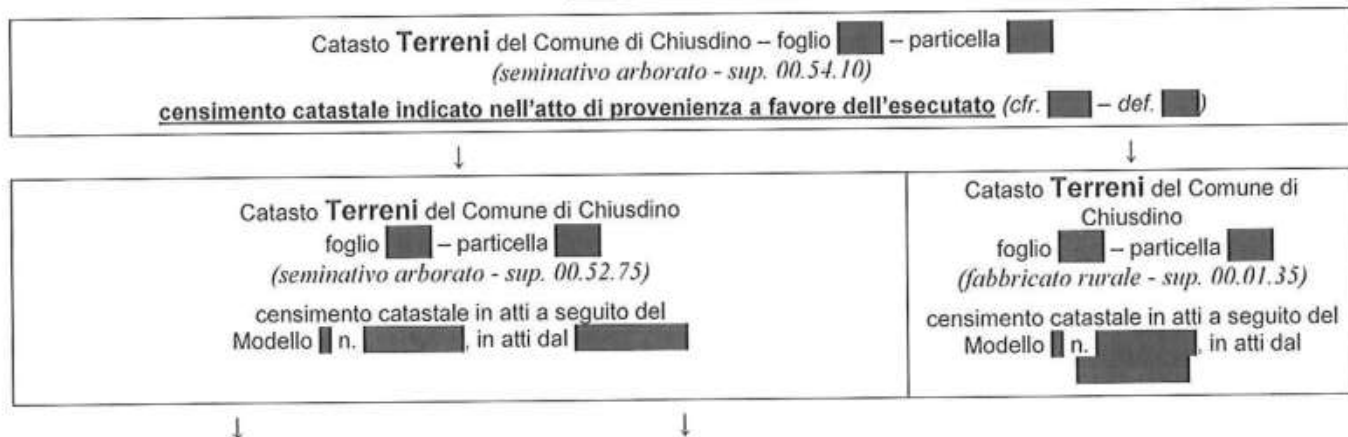 Catasto Terreni del Comune di Chiusdino – foglio – particella
(seminativo arborato - sup. 00.54.10)
censimento catastale indicato nell'atto di provenienza a favore dell'esecutato (cfr. – def. )
↓ ↓
Catasto Terreni del Comune di Chiusdino
foglio – particella
(seminativo arborato - sup. 00.52.75)
censimento catastale in atti a seguito del
Modello n. , in atti dal
Catasto Terreni del Comune di
Chiusdino
foglio – particella
(fabbricato rurale - sup. 00.01.35)
censimento catastale in atti a seguito del
Modello n. , in atti dal
↓ ↓